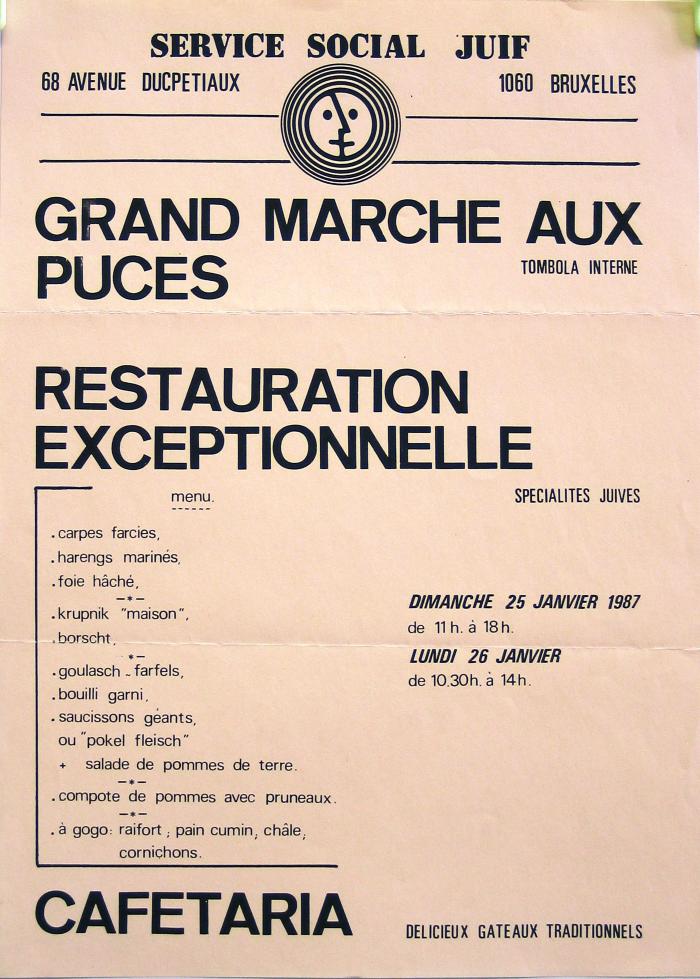 SERVICE SOCIAL JUIF
68 AVENUE DUCPETIAUX 1060 BRUXELLES
GRAND MARCHE AUX
PUCES
TOMBOLA INTERNE
RESTAURATION
EXCEPTIONNELLE
menu.
SPECIALITES JUIVES
. carpes farcies,
. harengs marinés,
. foie hâché,
—*—
. krupnik "maison",
. borscht,
—*—
. goulasch - farfels,
. bouilli garni,
. saucissons géants,
ou "pokel fleisch"
+ salade de pommes de terre.
—*—
. compote de pommes avec pruneaux.
—*—
. à gogo: raifort ; pain cumin, châle,
cornichons.
DIMANCHE 25 JANVIER 1987
de 11 h. à 18 h.
LUNDI 26 JANVIER
de 10.30 h. à 14 h.
CAFETARIA
DELICIEUX GATEAUX TRADITIONNELS